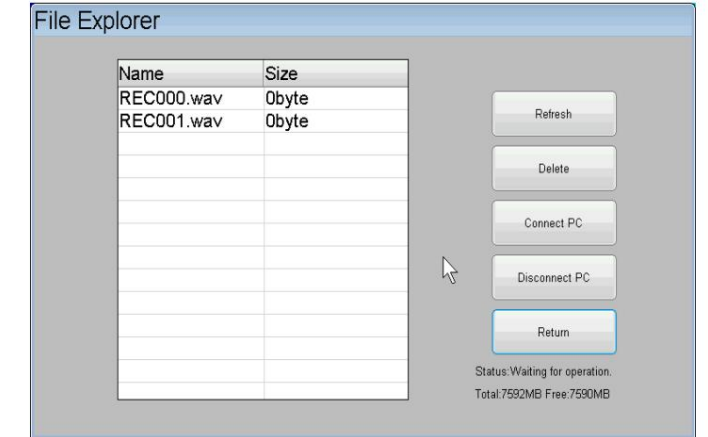 File Explorer
Name Size
REC000.wav 0byte
REC001.wav 0byte
Refresh
Delete
Connect PC
Disconnect PC
Return
Status:Waiting for operation.
Total:7592MB Free:7590MB